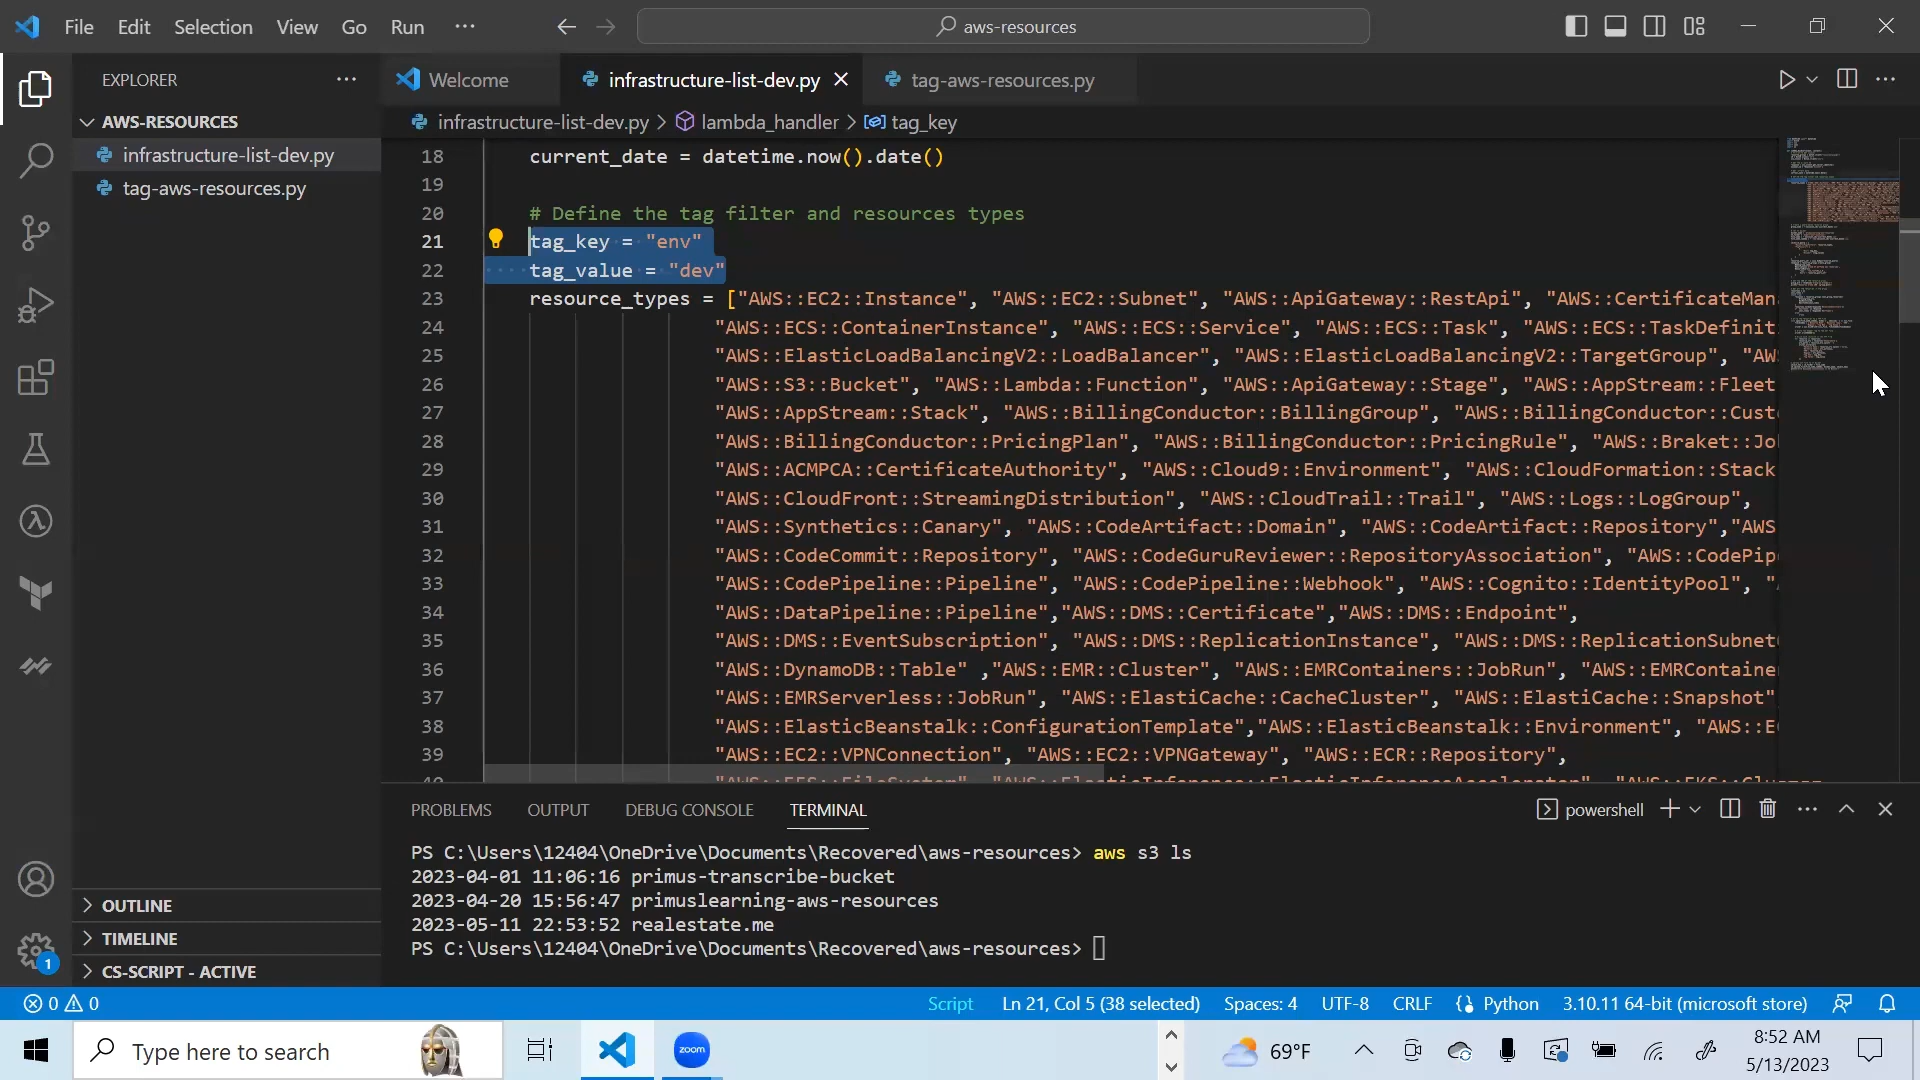 File Edit Selection View Go Run ···
aws-resources
EXPLORER
Welcome
infrastructure-list-dev.py
tag-aws-resources.py
AWS-RESOURCES
infrastructure-list-dev.py
tag-aws-resources.py
infrastructure-list-dev.py > lambda_handler > tag_key
18 current_date = datetime.now().date()
19
20 # Define the tag filter and resources types
21 tag_key = "env"
22 tag_value = "dev"
23 resource_types = ["AWS::EC2::Instance", "AWS::EC2::Subnet", "AWS::ApiGateway::RestApi", "AWS::CertificateMan
24 "AWS::ECS::ContainerInstance", "AWS::ECS::Service", "AWS::ECS::Task", "AWS::ECS::TaskDefiniti
25 "AWS::ElasticLoadBalancingV2::LoadBalancer", "AWS::ElasticLoadBalancingV2::TargetGroup", "AW
26 "AWS::S3::Bucket", "AWS::Lambda::Function", "AWS::ApiGateway::Stage", "AWS::AppStream::Fleet
27 "AWS::AppStream::Stack", "AWS::BillingConductor::BillingGroup", "AWS::BillingConductor::Cust
28 "AWS::BillingConductor::PricingPlan", "AWS::BillingConductor::PricingRule", "AWS::Braket::Jo
29 "AWS::ACMPCA::CertificateAuthority", "AWS::Cloud9::Environment", "AWS::CloudFormation::Stack
30 "AWS::CloudFront::StreamingDistribution", "AWS::CloudTrail::Trail", "AWS::Logs::LogGroup",
31 "AWS::Synthetics::Canary", "AWS::CodeArtifact::Domain", "AWS::CodeArtifact::Repository","AWS
32 "AWS::CodeCommit::Repository", "AWS::CodeGuruReviewer::RepositoryAssociation", "AWS::CodePip
33 "AWS::CodePipeline::Pipeline", "AWS::CodePipeline::Webhook", "AWS::Cognito::IdentityPool", "
34 "AWS::DataPipeline::Pipeline","AWS::DMS::Certificate","AWS::DMS::Endpoint",
35 "AWS::DMS::EventSubscription", "AWS::DMS::ReplicationInstance", "AWS::DMS::ReplicationSubnet
36 "AWS::DynamoDB::Table" ,"AWS::EMR::Cluster", "AWS::EMRContainers::JobRun", "AWS::EMRContaine
37 "AWS::EMRServerless::JobRun", "AWS::ElastiCache::CacheCluster", "AWS::ElastiCache::Snapshot"
38 "AWS::ElasticBeanstalk::ConfigurationTemplate","AWS::ElasticBeanstalk::Environment", "AWS::E
39 "AWS::EC2::VPNConnection", "AWS::EC2::VPNGateway", "AWS::ECR::Repository",
PROBLEMS OUTPUT DEBUG CONSOLE TERMINAL
powershell
PS C:\Users\12404\OneDrive\Documents\Recovered\aws-resources> aws s3 ls
2023-04-01 11:06:16 primus-transcribe-bucket
2023-04-20 15:56:47 primuslearning-aws-resources
2023-05-11 22:53:52 realestate.me
PS C:\Users\12404\OneDrive\Documents\Recovered\aws-resources>
OUTLINE
TIMELINE
CS-SCRIPT - ACTIVE
1
0 0
Script Ln 21, Col 5 (38 selected) Spaces: 4 UTF-8 CRLF Python 3.10.11 64-bit (microsoft store)
Type here to search
zoom
69°F
8:52 AM
5/13/2023